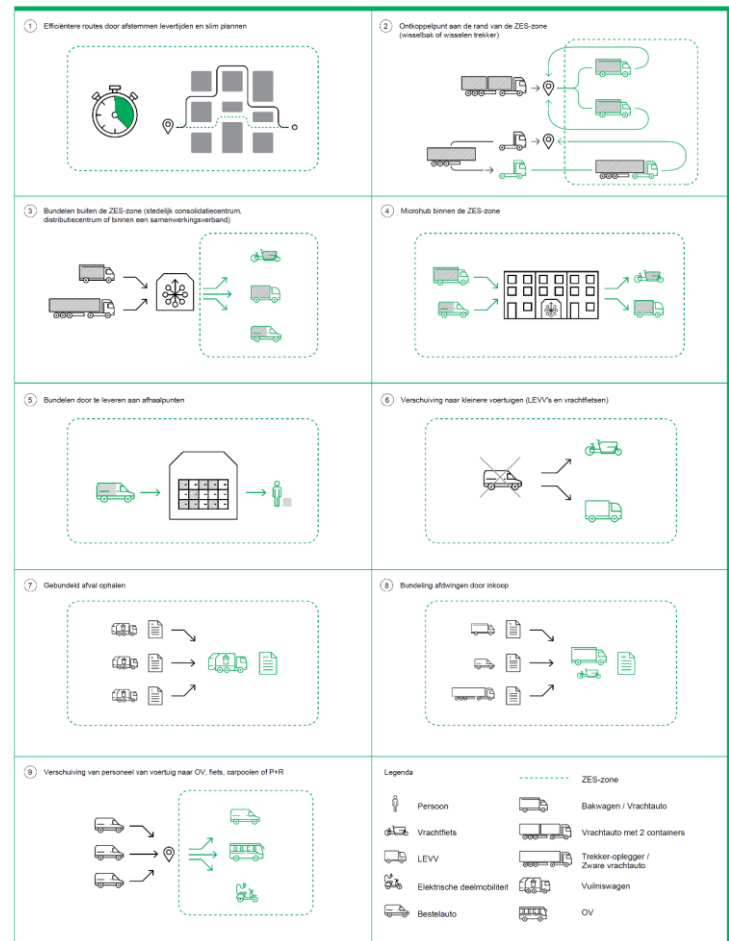 1 Efficiëntere routes door afstemmen levertijden en slim plannen
2 Ontkoppelpunt aan de rand van de ZES-zone
(wisselbak of wisselen trekker)
3 Bundelen buiten de ZES-zone (stedelijk consolidatiecentrum,
distributiecentrum of binnen een samenwerkingsverband)
4 Microhub binnen de ZES-zone
5 Bundelen door te leveren aan afhaalpunten
6 Verschuiving naar kleinere voertuigen (LEVV's en vrachtfietsen)
7 Gebundeld afval ophalen
8 Bundeling afdwingen door inkoop
9 Verschuiving van personeel van voertuig naar OV, fiets, carpoolen of P+R
Legenda
ZES-zone
Persoon
Bakwagen / Vrachtauto
Vrachtfiets
Vrachtauto met 2 containers
LEVV
Trekker-oplegger /
Zware vrachtauto
Elektrische deelmobiliteit
Vuilniswagen
Bestelauto
OV